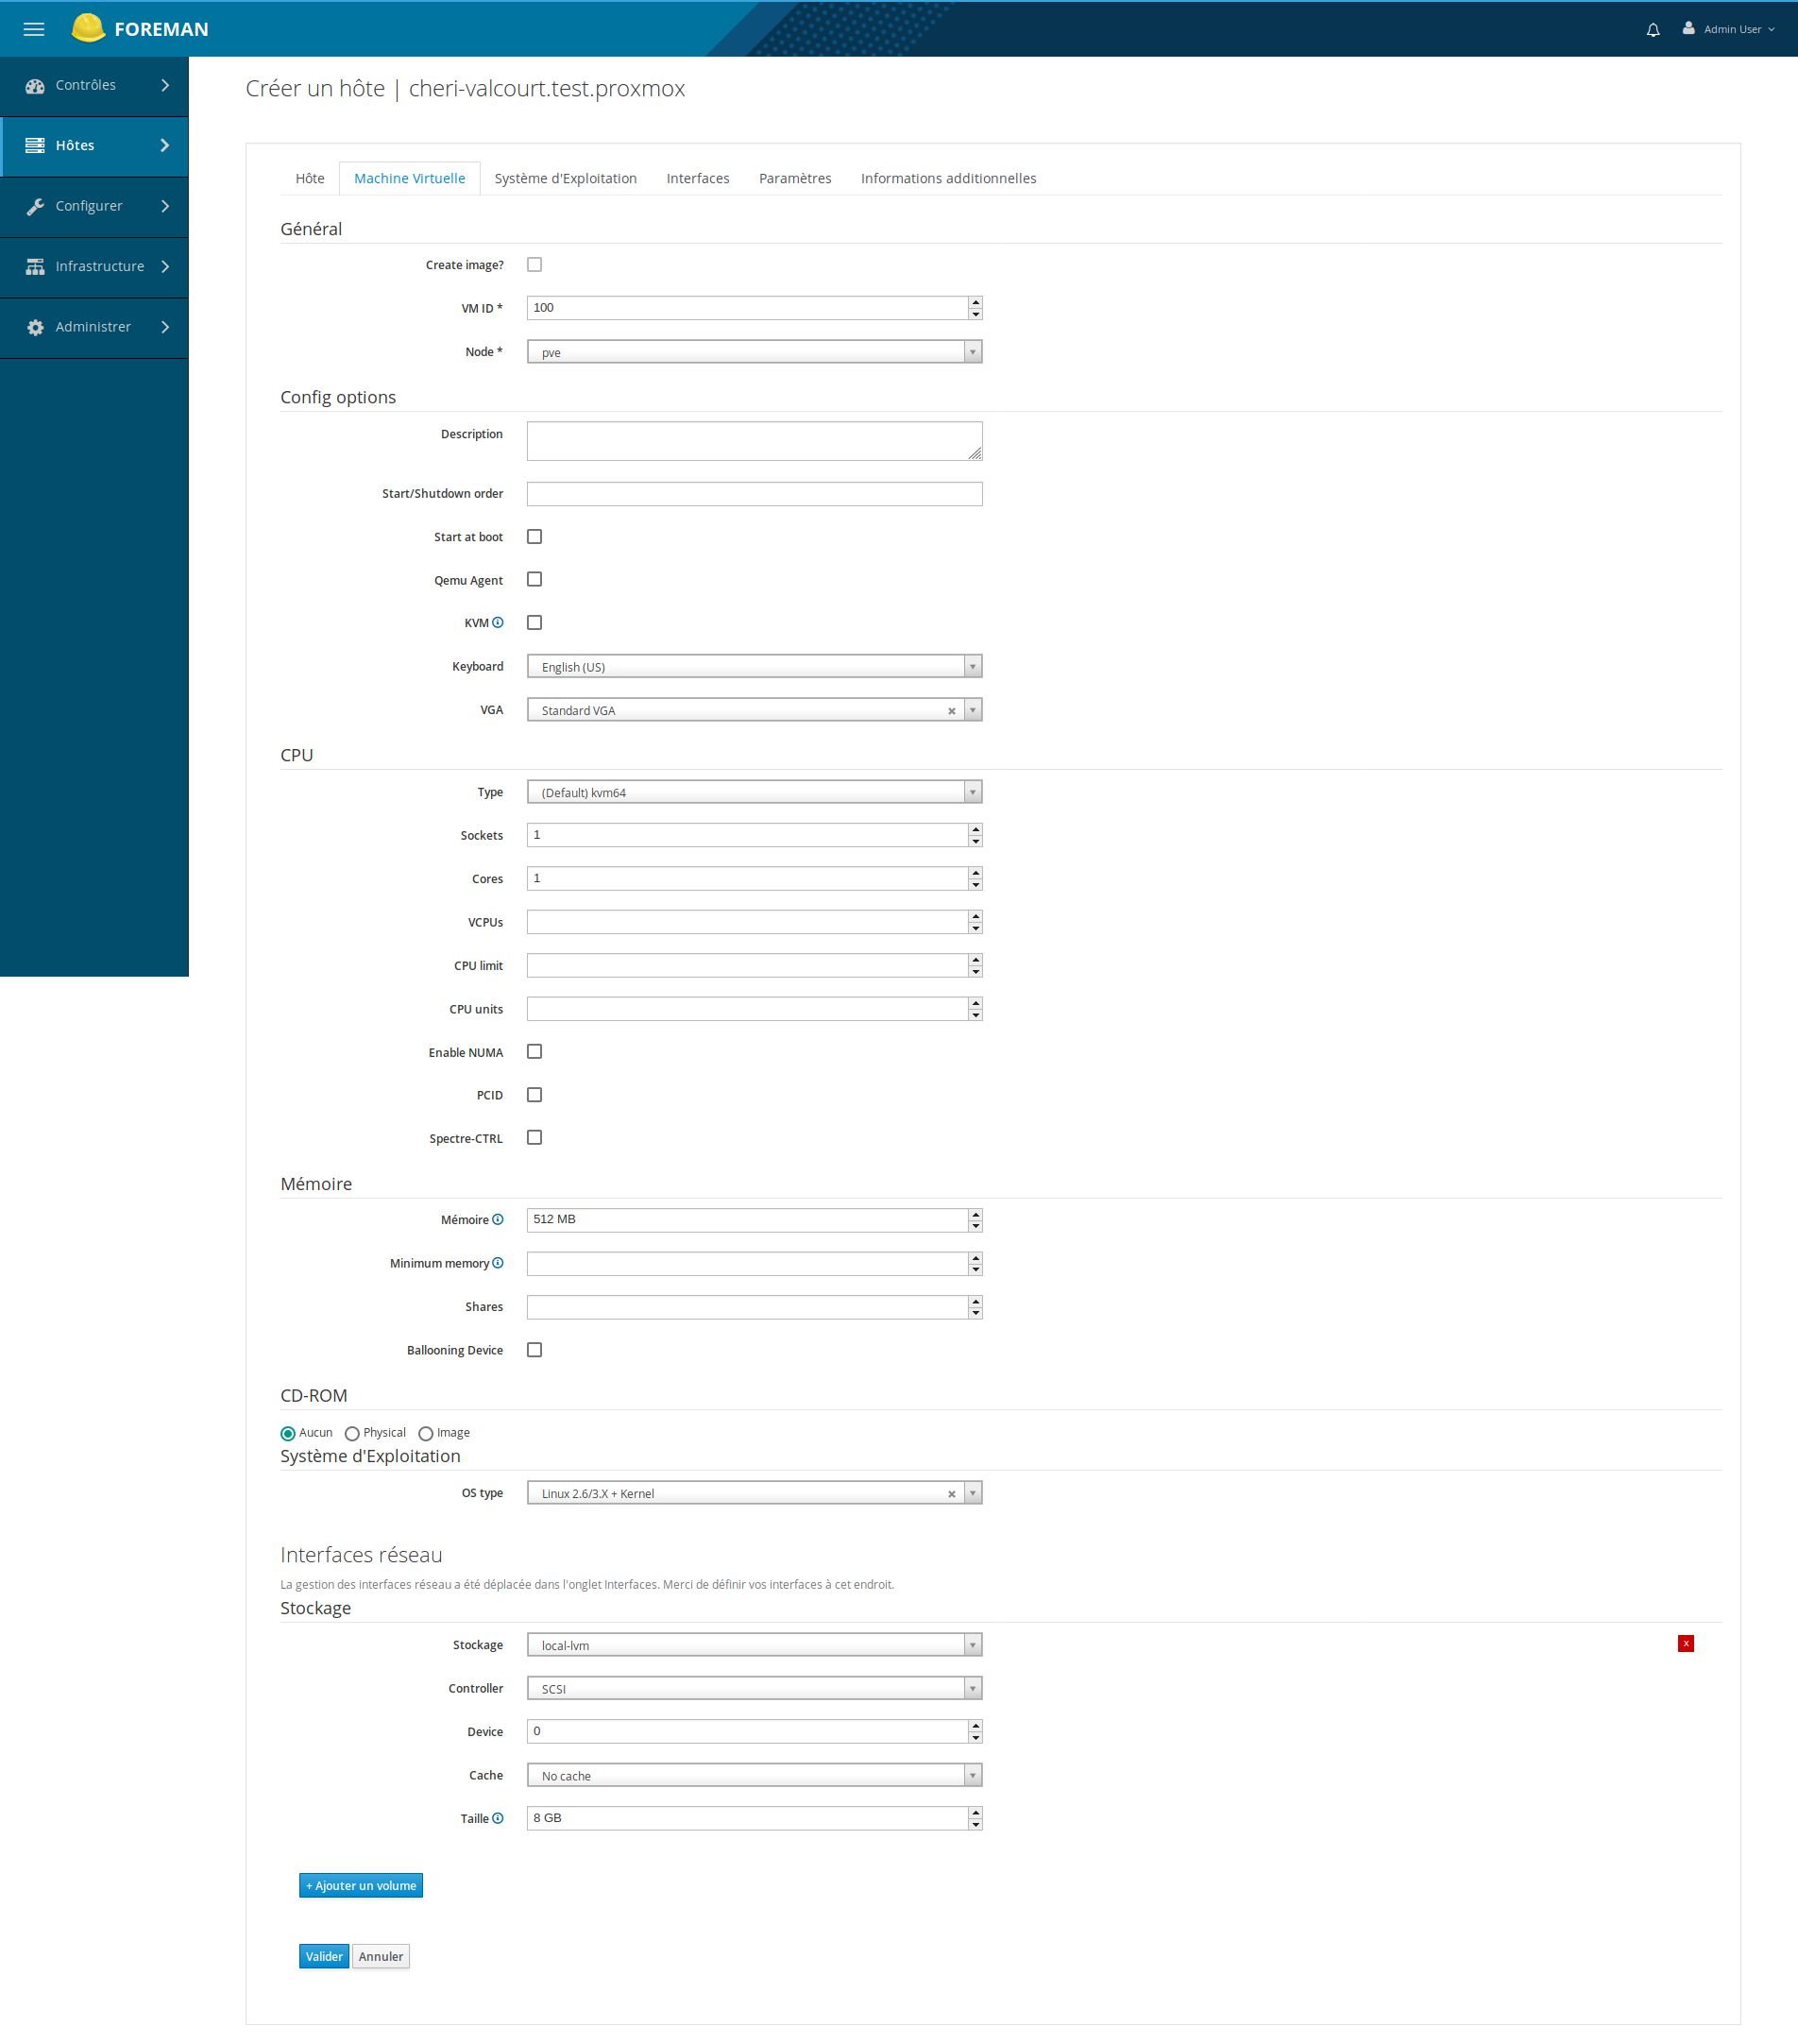 FOREMAN
Admin User
Contrôles
Hôtes
Configurer
Infrastructure
Administrer
Créer un hôte | cheri-valcourt.test.proxmox
Hôte Machine Virtuelle Système d'Exploitation Interfaces Paramètres Informations additionnelles
Général
Create image?
VM ID * 100
Node * pve
Config options
Description
Start/Shutdown order
Start at boot
Qemu Agent
KVM
Keyboard English (US)
VGA Standard VGA
CPU
Type (Default) kvm64
Sockets 1
Cores 1
VCPUs
CPU limit
CPU units
Enable NUMA
PCID
Spectre-CTRL
Mémoire
Mémoire 512 MB
Minimum memory
Shares
Ballooning Device
CD-ROM
Aucun Physical Image
Système d'Exploitation
OS type Linux 2.6/3.X + Kernel
Interfaces réseau
La gestion des interfaces réseau a été déplacée dans l'onglet Interfaces. Merci de définir vos interfaces à cet endroit.
Stockage
Stockage local-lvm x
Controller SCSI
Device 0
Cache No cache
Taille 8 GB
+ Ajouter un volume
Valider Annuler